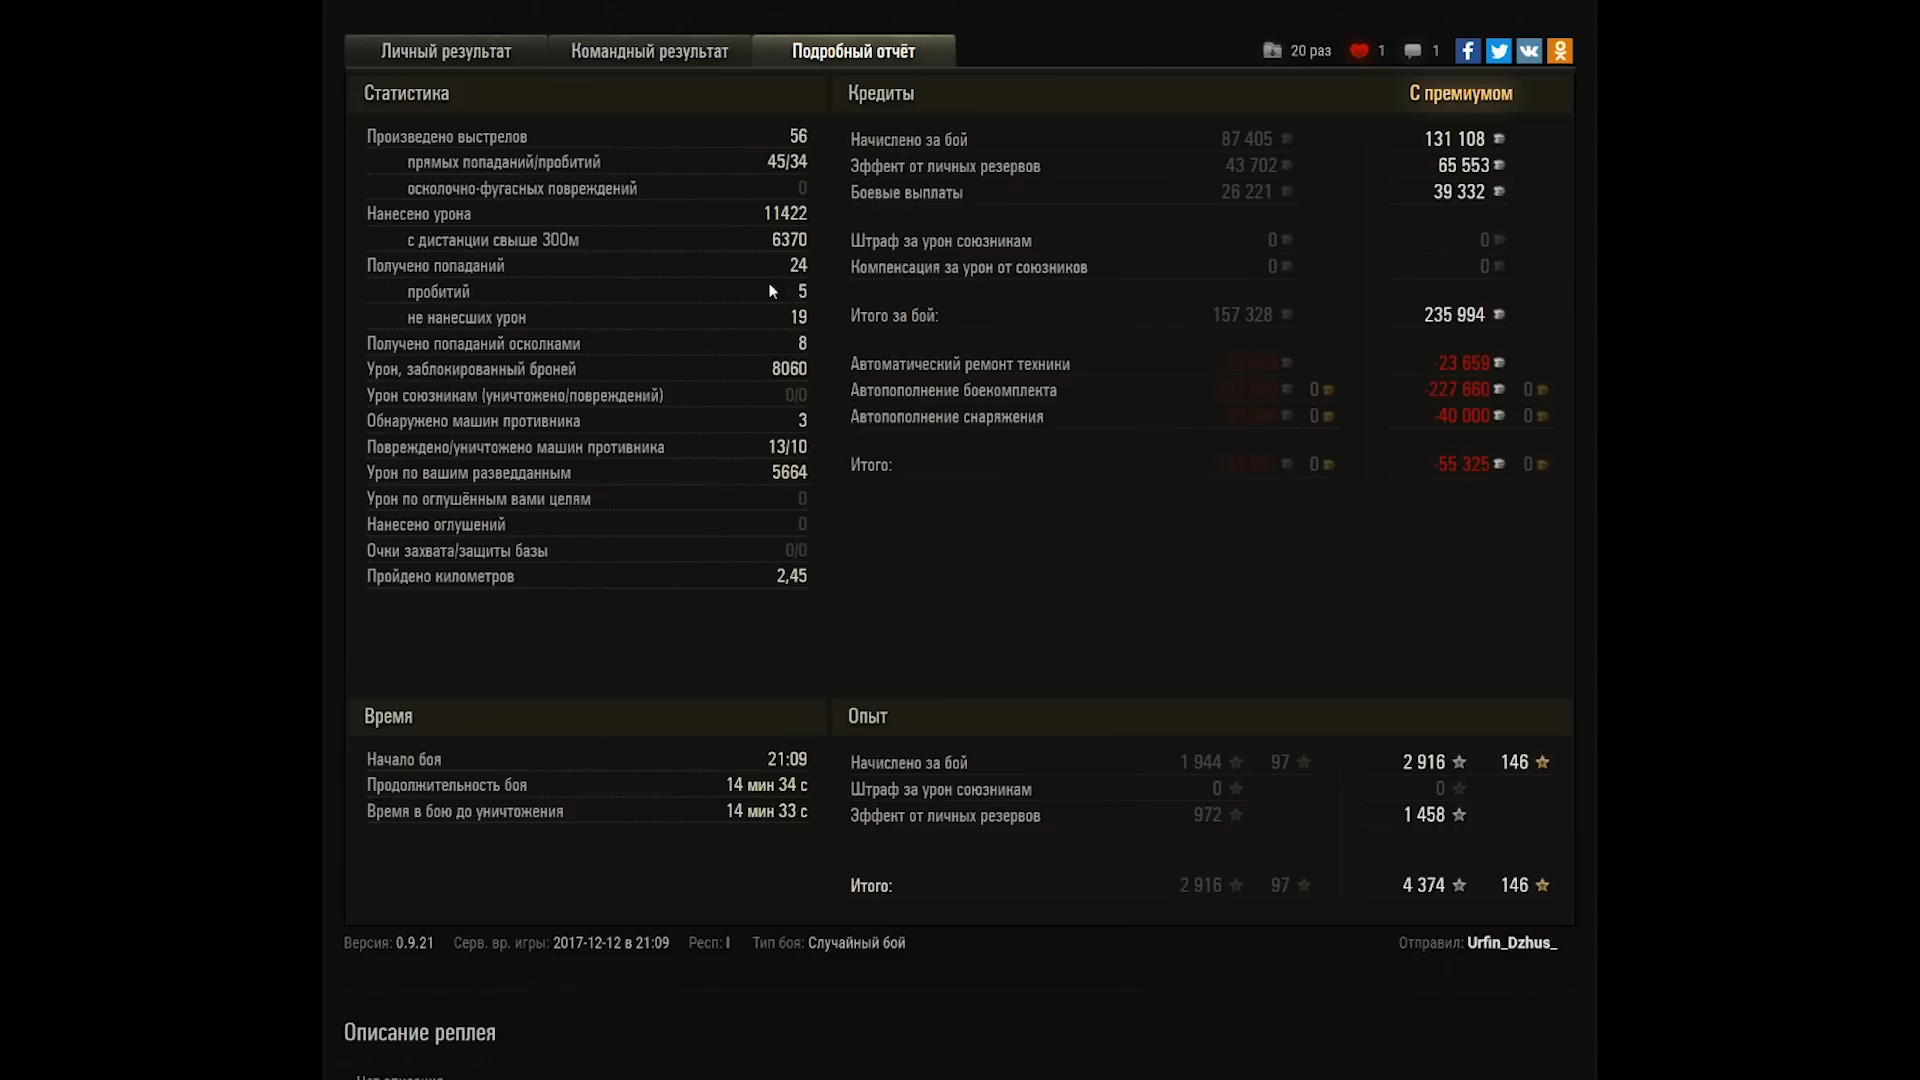 Личный результат Командный результат Подробный отчёт 20 раз 1 1
Статистика
Произведено выстрелов 56
прямых попаданий/пробитий 45/34
осколочно-фугасных повреждений 0
Нанесено урона 11422
с дистанции свыше 300м 6370
Получено попаданий 24
пробитий 5
не нанесших урон 19
Получено попаданий осколками 8
Урон, заблокированный броней 8060
Урон союзникам (уничтожено/повреждений) 0/0
Обнаружено машин противника 3
Повреждено/уничтожено машин противника 13/10
Урон по вашим разведданным 5664
Урон по оглушённым вами целям 0
Нанесено оглушений 0
Очки захвата/защиты базы 0/0
Пройдено километров 2,45
Кредиты С премиумом
Начислено за бой 87 405 131 108
Эффект от личных резервов 43 702 65 553
Боевые выплаты 26 221 39 332
Штраф за урон союзникам 0 0
Компенсация за урон от союзников 0 0
Итого за бой: 157 328 235 994
Автоматический ремонт техники -23 659
Автопополнение боекомплекта 0 -227 660 0
Автопополнение снаряжения 0 -40 000 0
Итого: 0 -55 325 0
Время
Начало боя 21:09
Продолжительность боя 14 мин 34 с
Время в бою до уничтожения 14 мин 33 с
Опыт
Начислено за бой 1 944 97 2 916 146
Штраф за урон союзникам 0 0
Эффект от личных резервов 972 1 458
Итого: 2 916 97 4 374 146
Версия: 0.9.21 Серв. вр. игры: 2017-12-12 в 21:09 Респ: I Тип боя: Случайный бой Отправил: Urfin_Dzhus_
Описание реплея